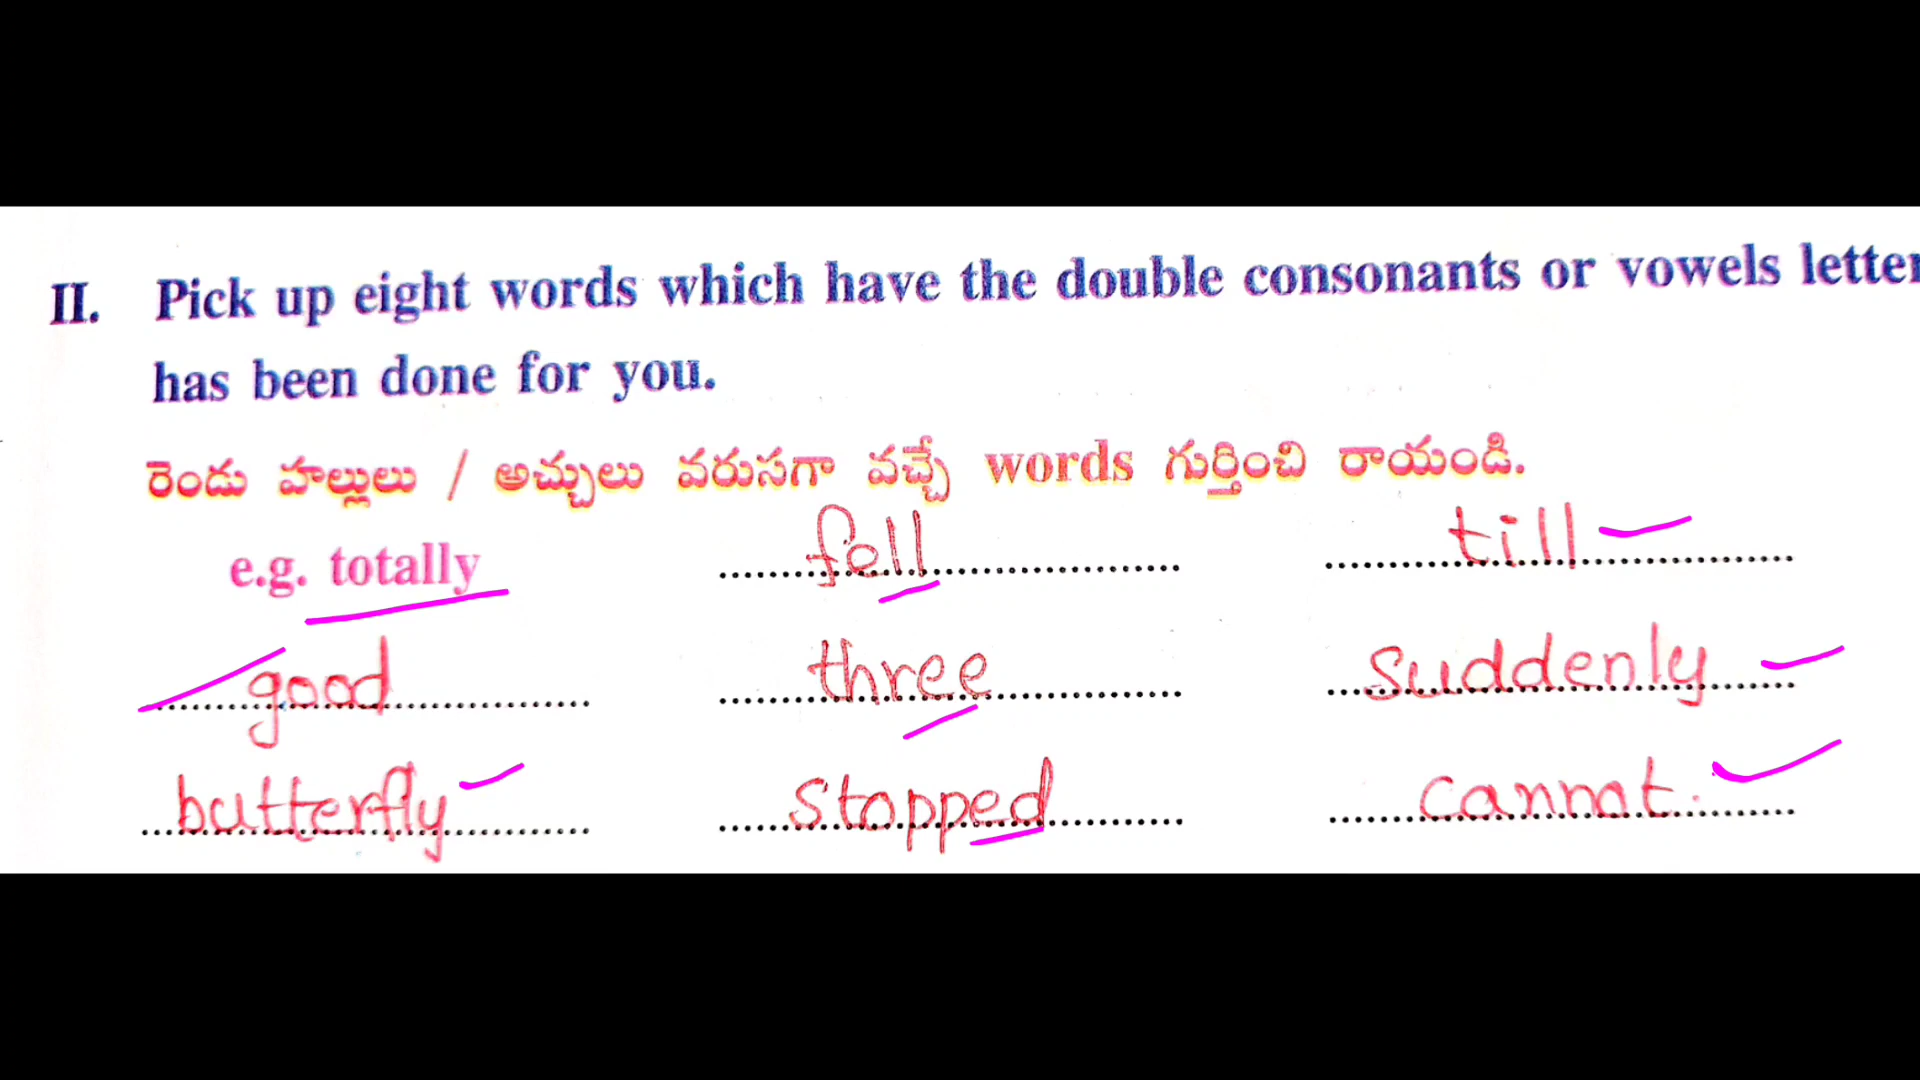 II. Pick up eight words which have the double consonants or vowels letter
has been done for you.
రెండు హల్లులు / అచ్చులు వరుసగా వచ్చే words గుర్తించి రాయండి.
e.g. totally fell till
good three suddenly
butterfly stopped cannot.